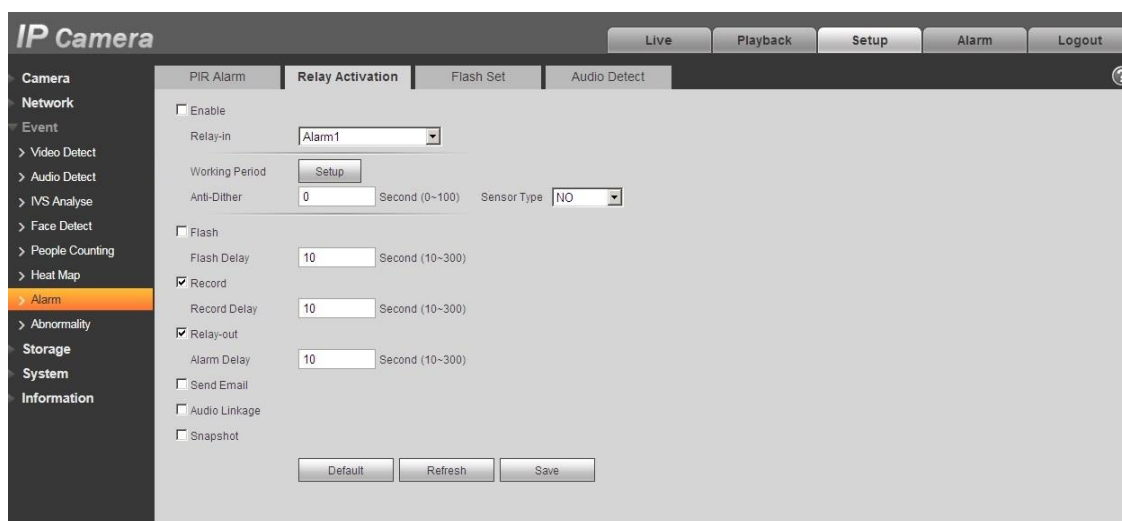 IP Camera
Live Playback Setup Alarm Logout
Camera
Network
Event
> Video Detect
> Audio Detect
> IVS Analyse
> Face Detect
> People Counting
> Heat Map
> Alarm
> Abnormality
Storage
System
Information
PIR Alarm Relay Activation Flash Set Audio Detect ?
Enable
Relay-in Alarm1
Working Period Setup
Anti-Dither 0 Second (0~100) Sensor Type NO
Flash
Flash Delay 10 Second (10~300)
Record
Record Delay 10 Second (10~300)
Relay-out
Alarm Delay 10 Second (10~300)
Send Email
Audio Linkage
Snapshot
Default Refresh Save